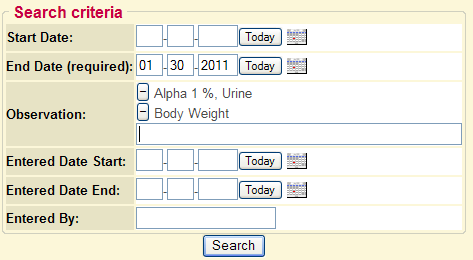 Search criteria
Start Date: - - Today
End Date (required): 01 - 30 - 2011 Today
− Alpha 1 %, Urine
Observation:
− Body Weight
Entered Date Start: - - Today
Entered Date End: - - Today
Entered By:
Search